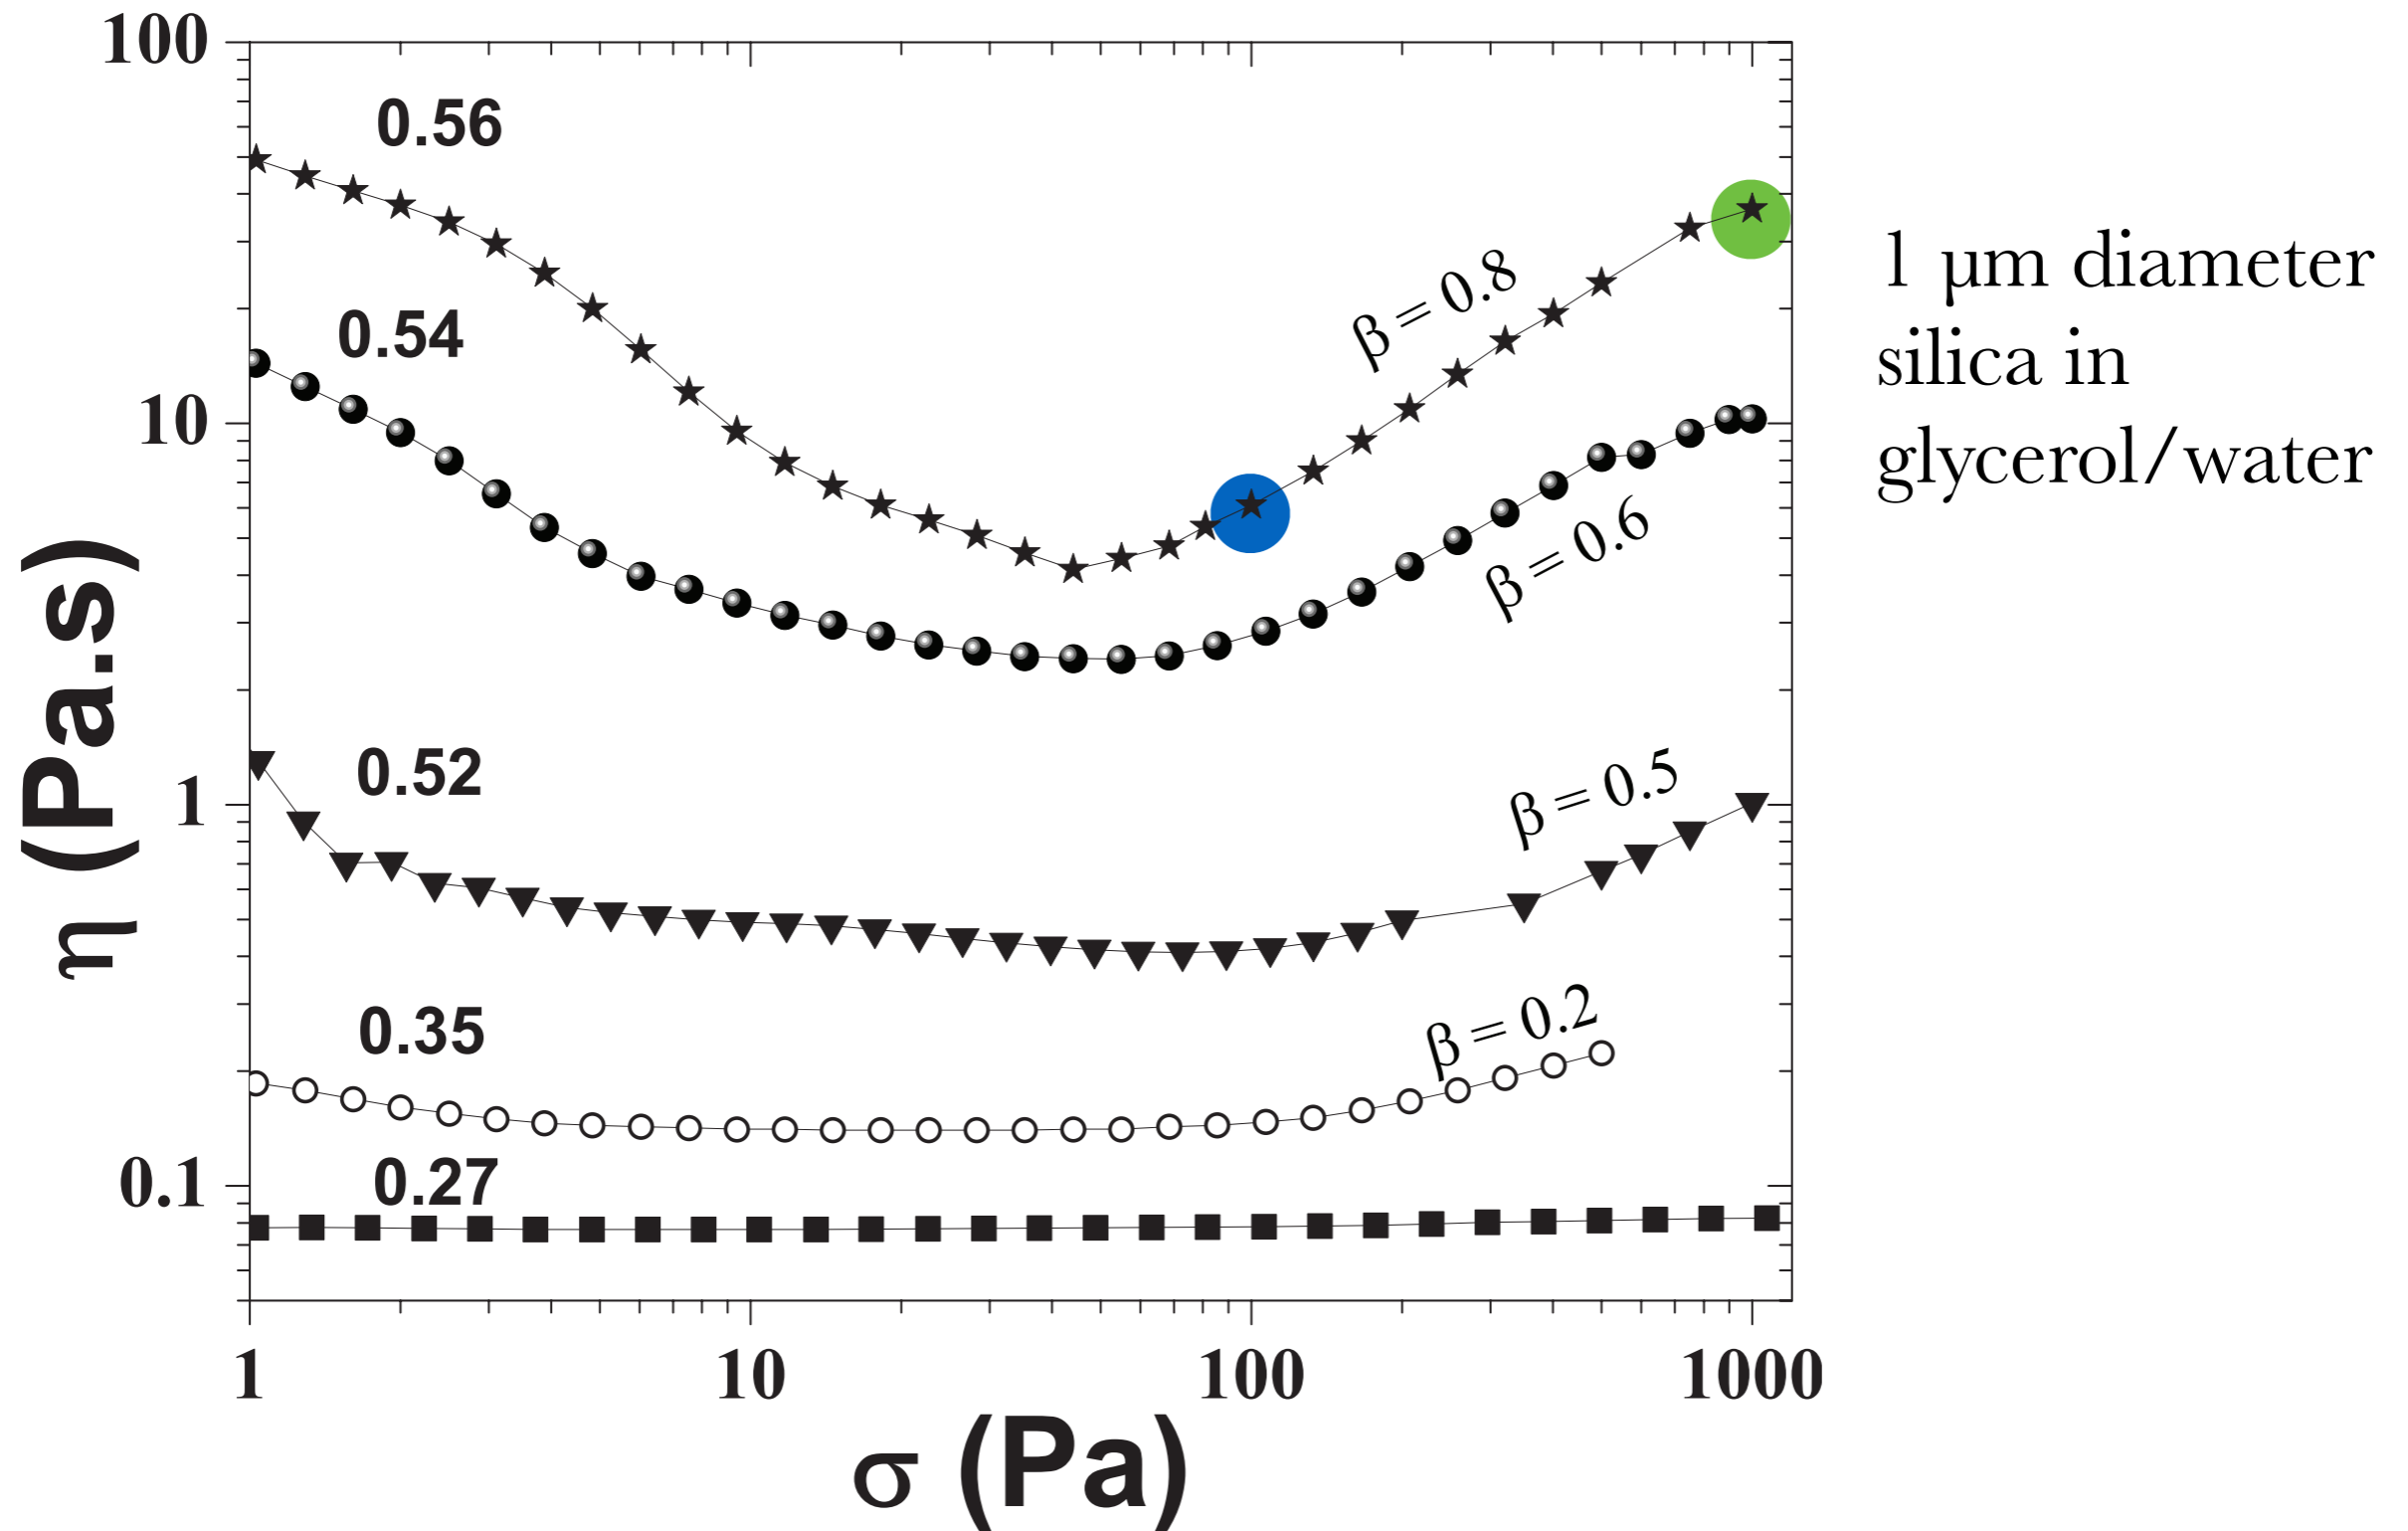 100
10
1
0.1
η (Pa.s)
0.56
0.54
0.52
0.35
0.27
β = 0.8
β = 0.6
β = 0.5
β = 0.2
1 10 100 1000
σ (Pa)
1 μm diameter
silica in
glycerol/water